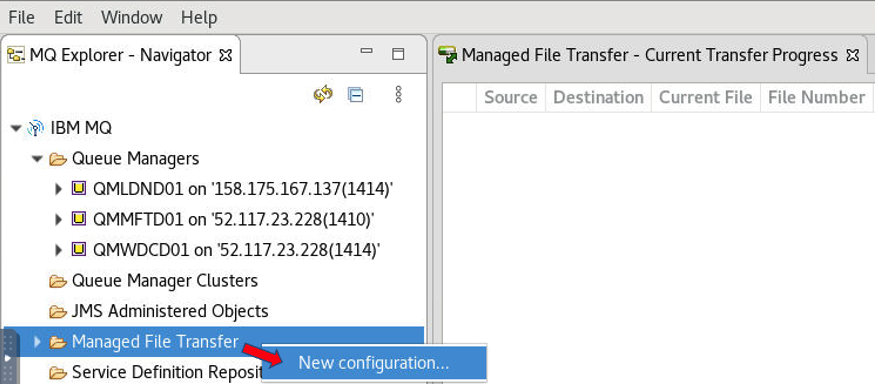 File Edit Window Help
MQ Explorer - Navigator
Managed File Transfer - Current Transfer Progress
Source Destination Current File File Number
IBM MQ
Queue Managers
QMLDND01 on '158.175.167.137(1414)'
QMMFTD01 on '52.117.23.228(1410)'
QMWDCD01 on '52.117.23.228(1414)'
Queue Manager Clusters
JMS Administered Objects
Managed File Transfer
New configuration...
Service Definition Reposit